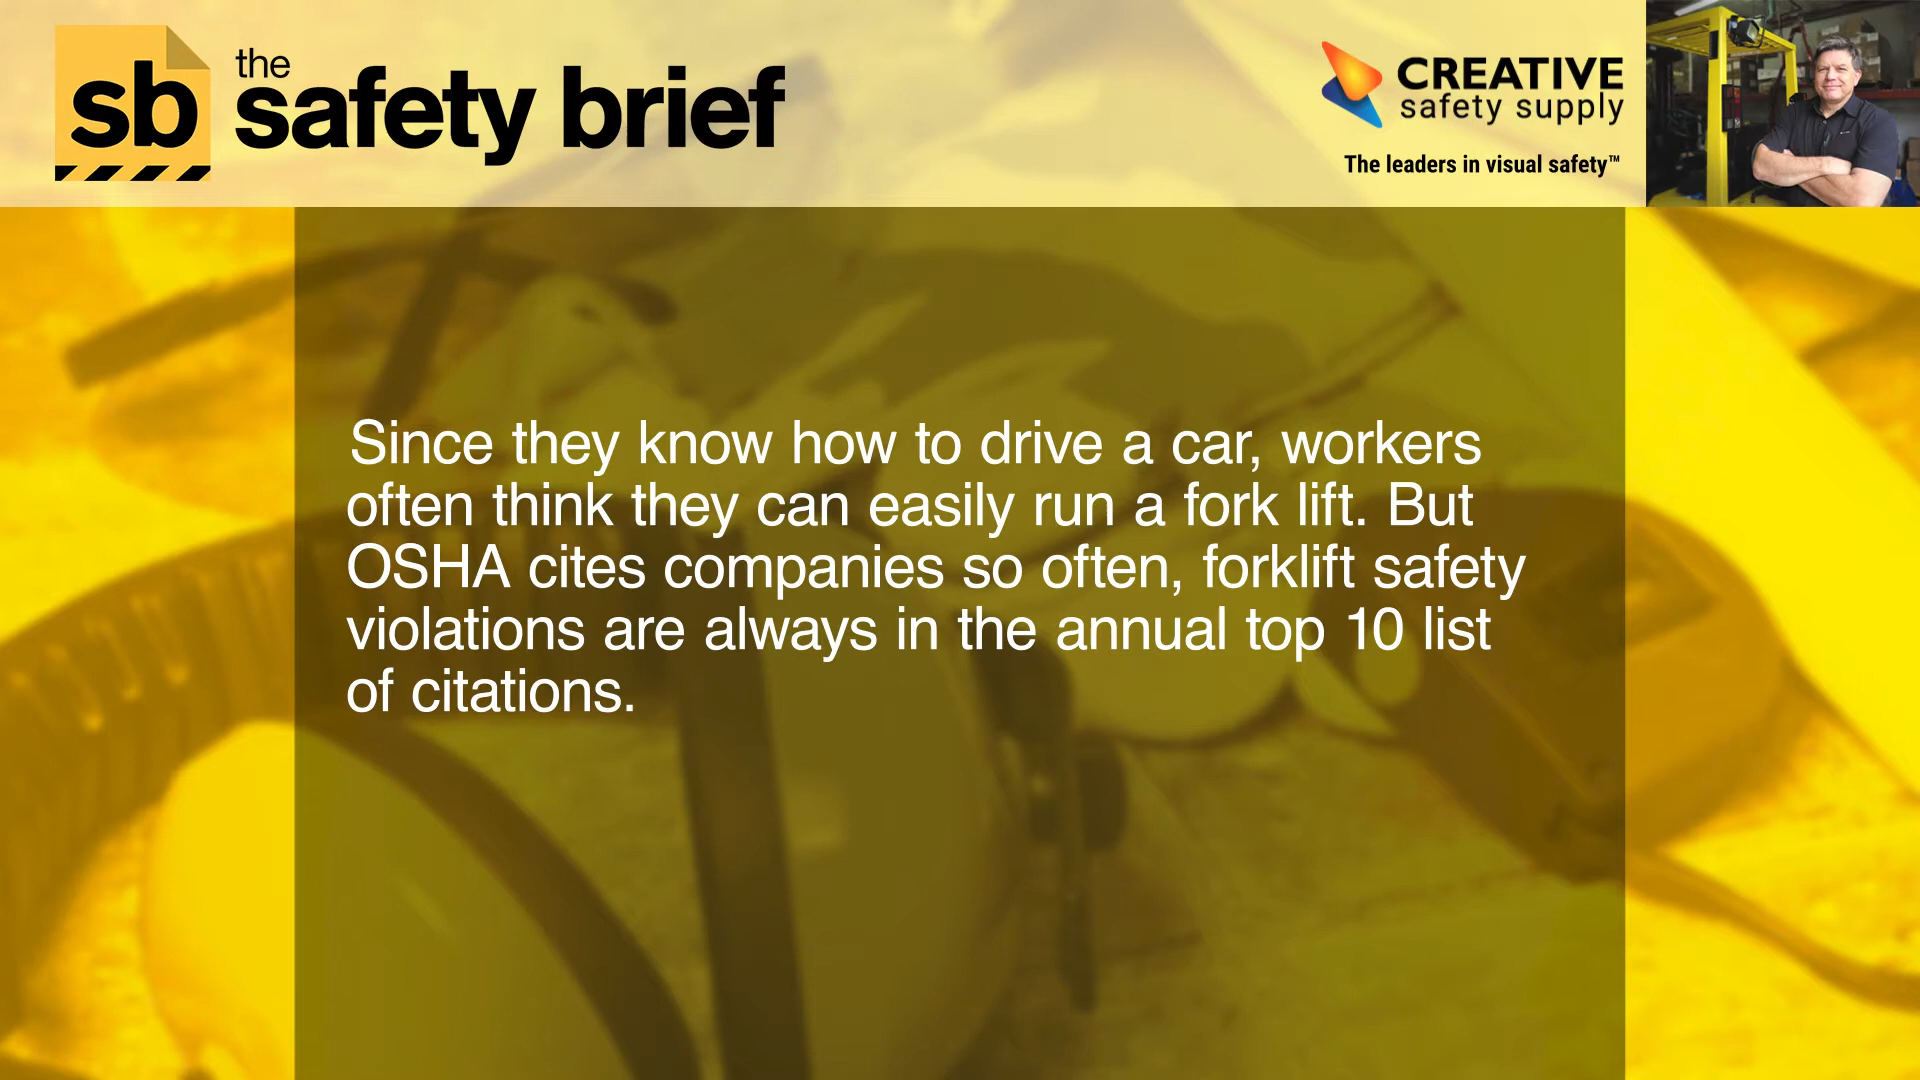 sb
the
safety brief
CREATIVE
safety supply
The leaders in visual safety™
Since they know how to drive a car, workers
often think they can easily run a fork lift. But
OSHA cites companies so often, forklift safety
violations are always in the annual top 10 list
of citations.